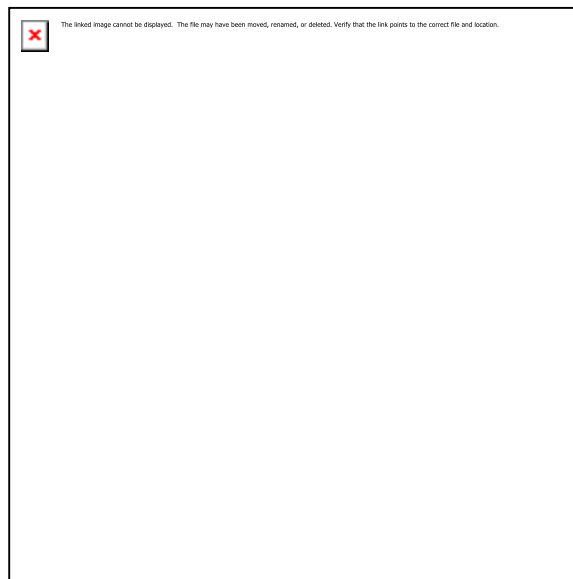 The linked image cannot be displayed.  The file may have been moved, renamed, or deleted. Verify that the link points to the correct file and location.